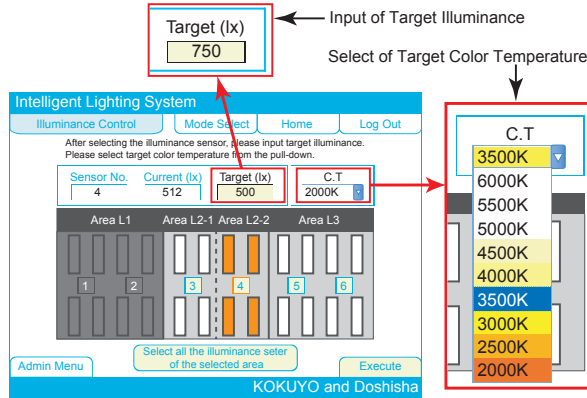 Target (lx)
750
Input of Target Illuminance
Select of Target Color Temperature
Intelligent Lighting System
Illuminance Control
Mode Select
Home
Log Out
After selecting the illuminance sensor, please input target illuminance.
Please select target color temperature from the pull-down.
Sensor No.
4
Current (lx)
512
Target (lx)
500
C.T
2000K
Area L1
Area L2-1
Area L2-2
Area L3
1
2
3
4
5
6
Admin Menu
Select all the illuminance seter
of the selected area
Execute
KOKUYO and Doshisha
C.T
3500K
6000K
5500K
5000K
4500K
4000K
3500K
3000K
2500K
2000K